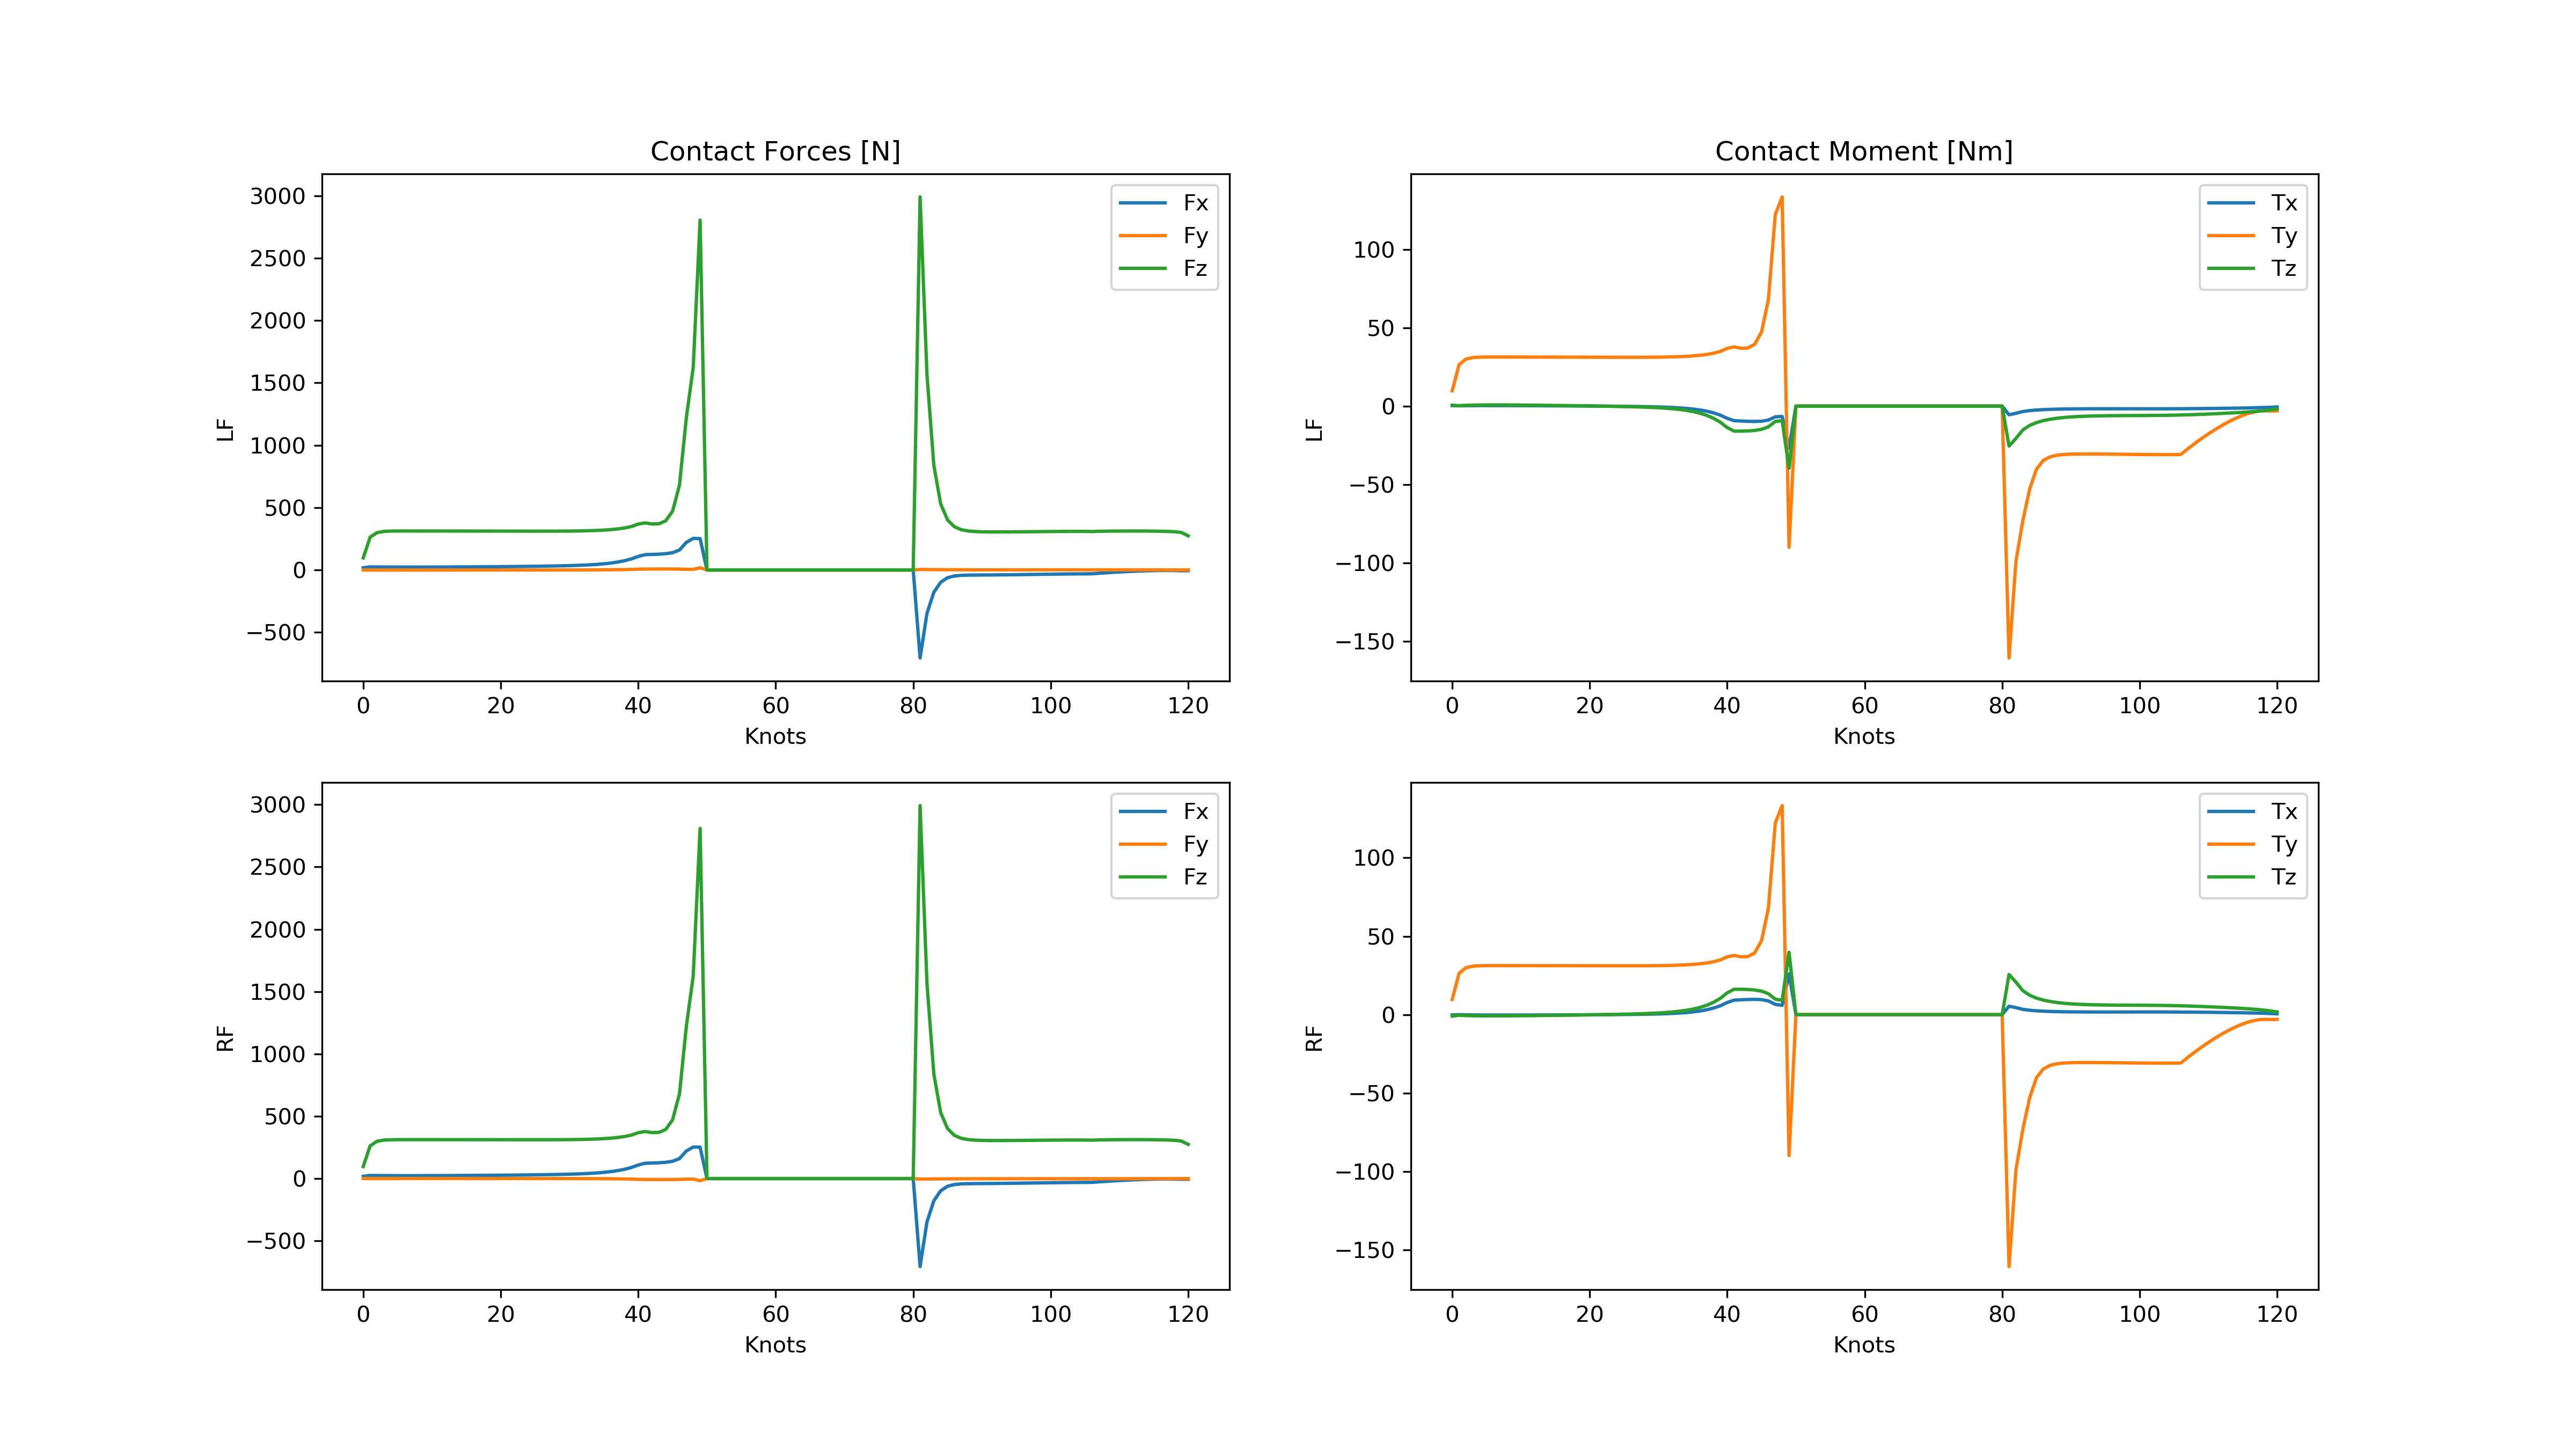 Contact Forces [N]
3000
2500
2000
1500
1000
500
0
−500
LF
Fx
Fy
Fz
0 20 40 60 80 100 120
Knots
Contact Moment [Nm]
100
50
0
−50
−100
−150
LF
Tx
Ty
Tz
0 20 40 60 80 100 120
Knots
3000
2500
2000
1500
1000
500
0
−500
RF
Fx
Fy
Fz
0 20 40 60 80 100 120
Knots
100
50
0
−50
−100
−150
RF
Tx
Ty
Tz
0 20 40 60 80 100 120
Knots